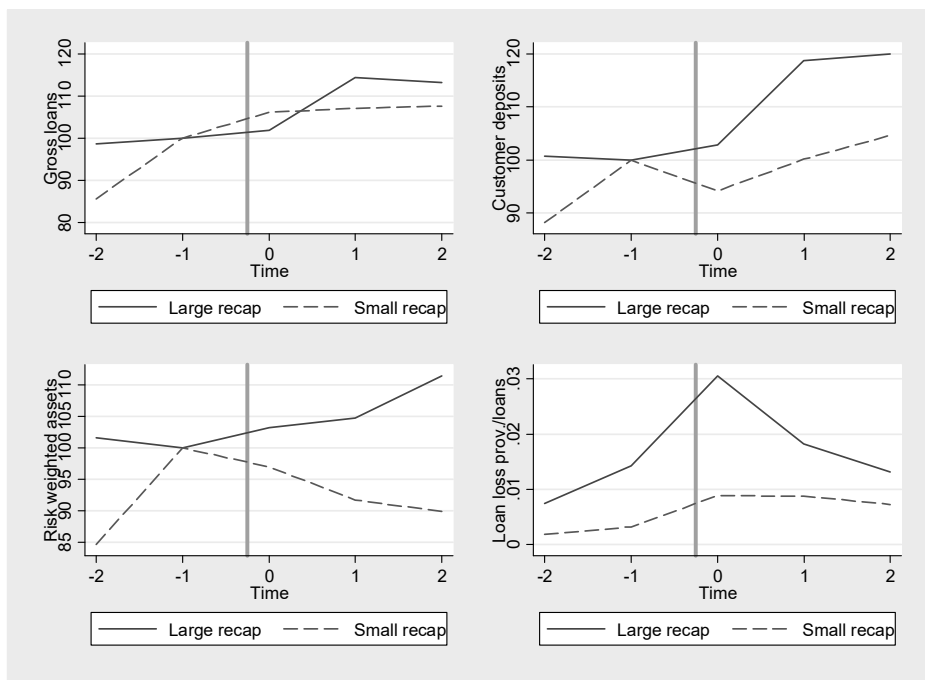 Gross loans
120
110
100
90
80
-2 -1 0 1 2
Time
Large recap Small recap
Customer deposits
120
110
100
90
-2 -1 0 1 2
Time
Large recap Small recap
Risk weighted assets
110
105
100
95
90
85
-2 -1 0 1 2
Time
Large recap Small recap
Loan loss prov./loans
.03
.02
.01
0
-2 -1 0 1 2
Time
Large recap Small recap